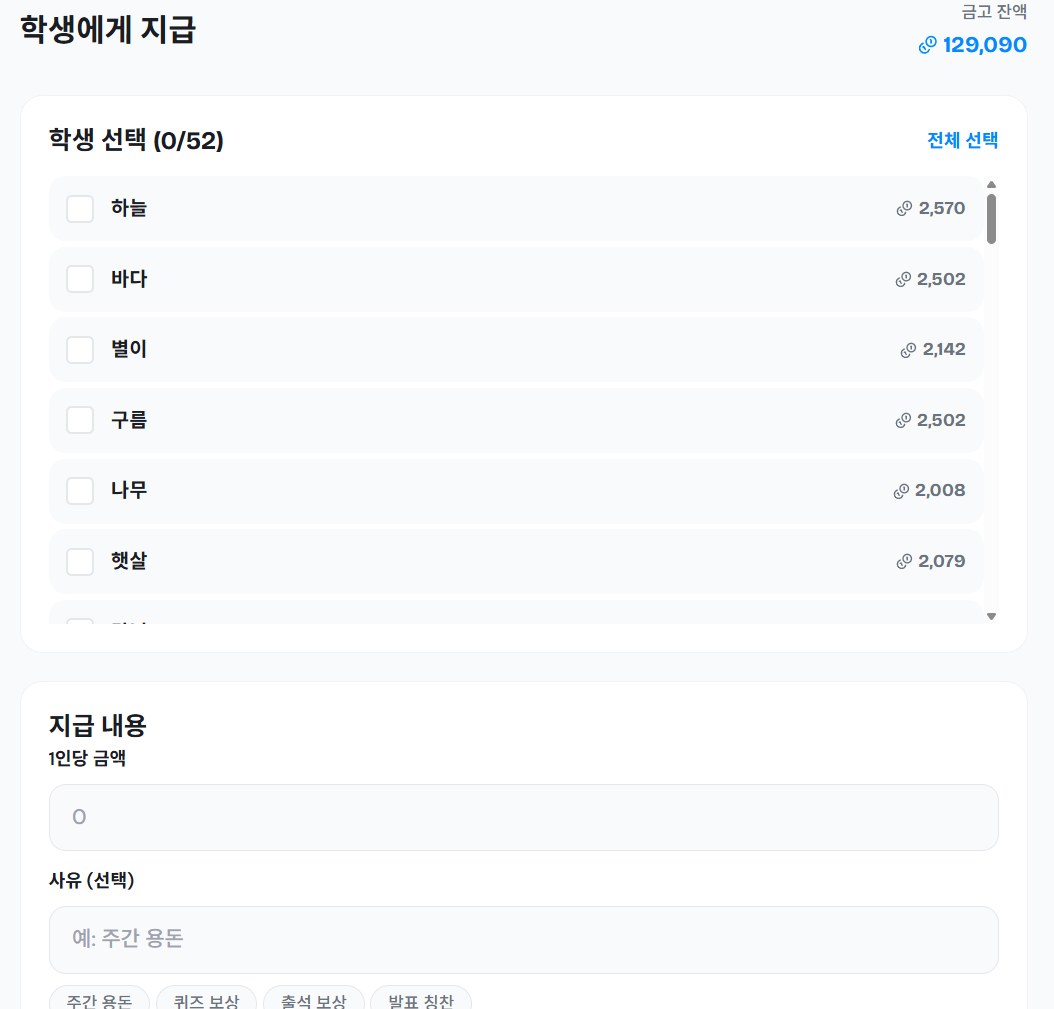 학생에게 지급
금고 잔액
129,090
학생 선택 (0/52)
전체 선택
하늘
2,570
바다
2,502
별이
2,142
구름
2,502
나무
2,008
햇살
2,079
지급 내용
1인당 금액
0
사유 (선택)
예: 주간 용돈
주간 용돈
퀴즈 보상
출석 보상
발표 칭찬